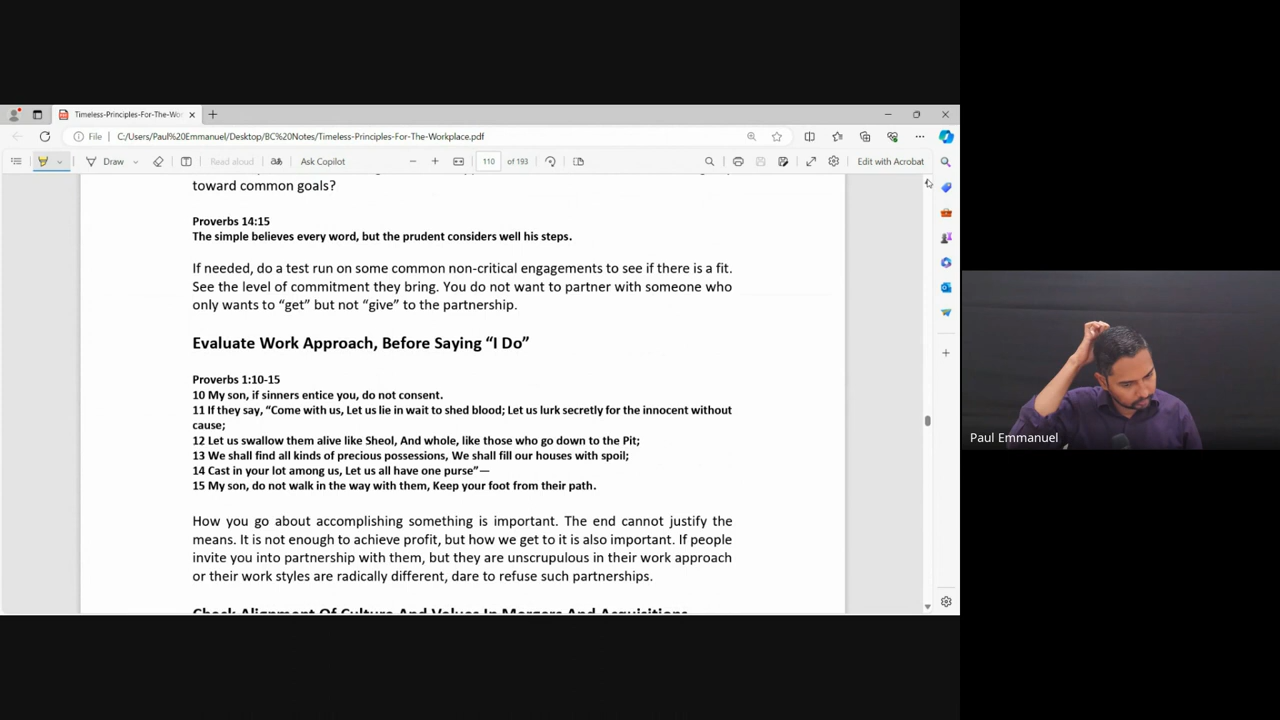 Timeless-Principles-For-The-Wor
File
C:/Users/Paul%20Emmanuel/Desktop/BC%20Notes/Timeless-Principles-For-The-Workplace.pdf
Draw
Read aloud
Ask Copilot
110 of 193
Edit with Acrobat
toward common goals?
Proverbs 14:15
The simple believes every word, but the prudent considers well his steps.
If needed, do a test run on some common non-critical engagements to see if there is a fit.
See the level of commitment they bring. You do not want to partner with someone who
only wants to “get” but not “give” to the partnership.
Evaluate Work Approach, Before Saying “I Do”
Proverbs 1:10-15
10 My son, if sinners entice you, do not consent.
11 If they say, “Come with us, Let us lie in wait to shed blood; Let us lurk secretly for the innocent without
cause;
12 Let us swallow them alive like Sheol, And whole, like those who go down to the Pit;
13 We shall find all kinds of precious possessions, We shall fill our houses with spoil;
14 Cast in your lot among us, Let us all have one purse”—
15 My son, do not walk in the way with them, Keep your foot from their path.
How you go about accomplishing something is important. The end cannot justify the
means. It is not enough to achieve profit, but how we get to it is also important. If people
invite you into partnership with them, but they are unscrupulous in their work approach
or their work styles are radically different, dare to refuse such partnerships.
Check Alignment Of Culture And Values In Mergers And Acquisitions
Paul Emmanuel